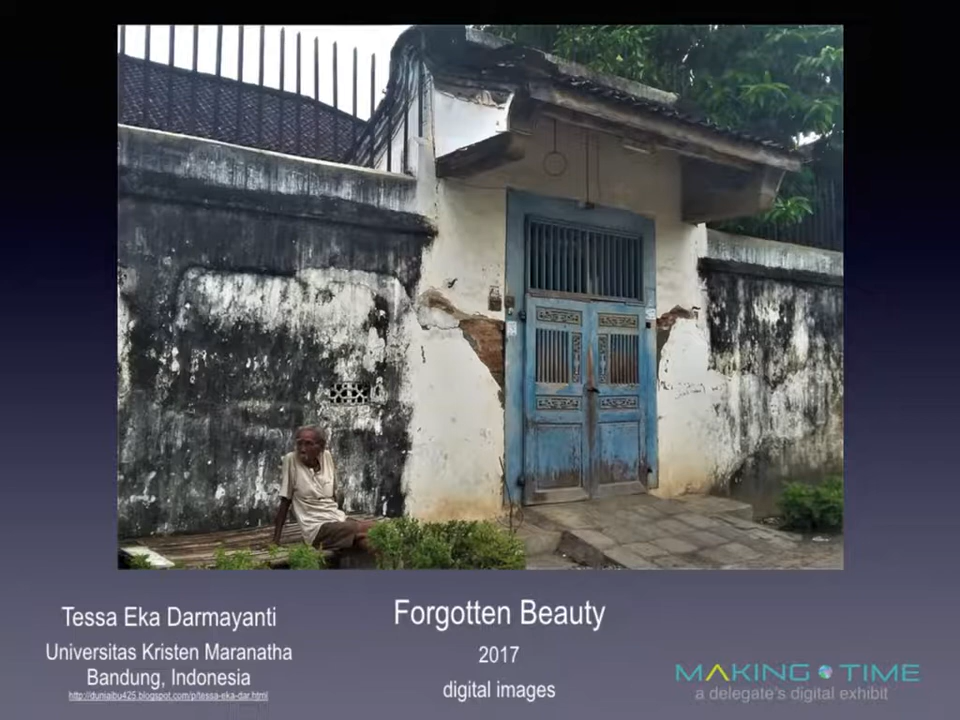 Tessa Eka Darmayanti
Universitas Kristen Maranatha
Bandung, Indonesia
http://duniaibu425.blogspot.com/p/tessa-eka-dar.html
Forgotten Beauty
2017
digital images
MAKING TIME
a delegate's digital exhibit